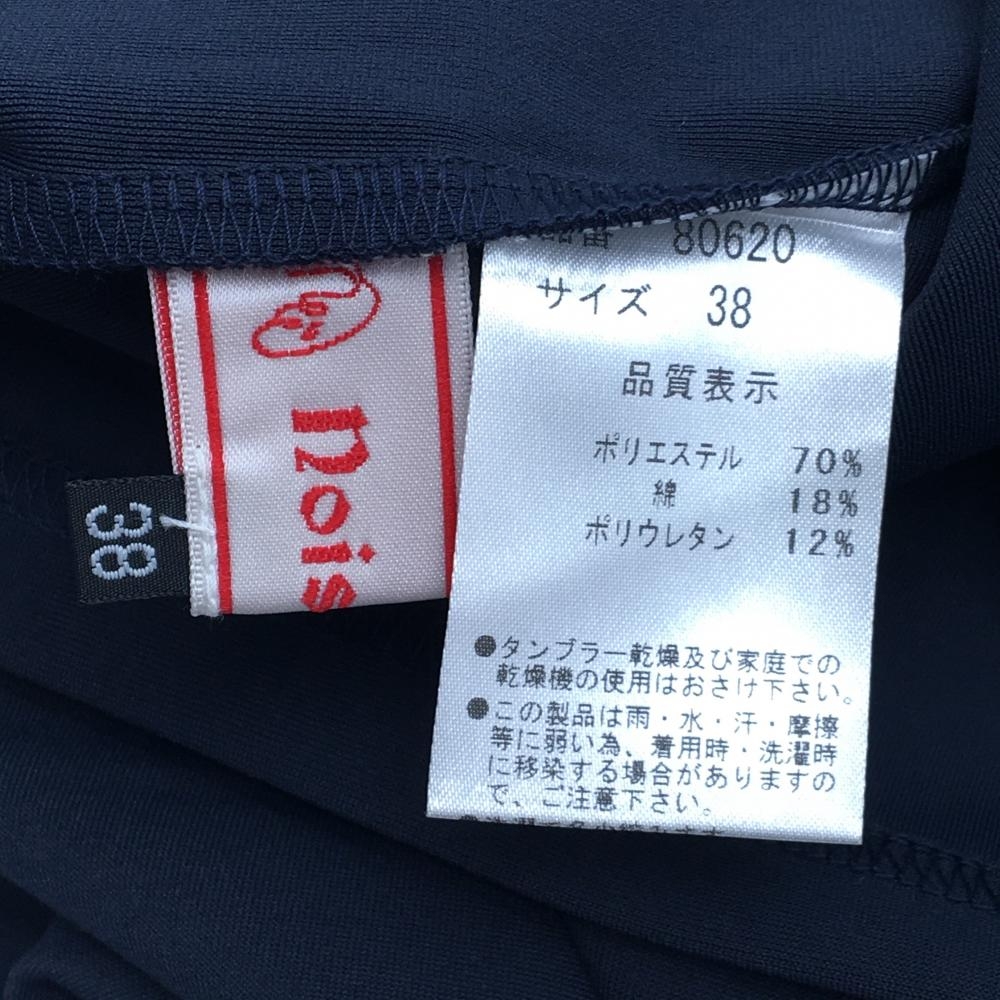 38
nois
品番 80620
サイズ 38
品質表示
ポリエステル 70%
綿 18%
ポリウレタン 12%
●タンブラー乾燥及び家庭での
乾燥機の使用はおさけ下さい。
●この製品は雨・水・汗・摩擦
等に弱い為、着用時・洗濯時
に移染する場合がありますの
で、ご注意下さい。